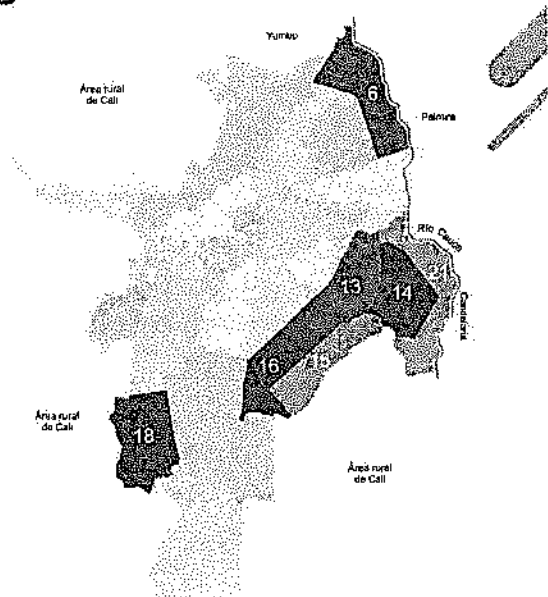 Yumbo
Área rural
de Cali
6
Palmira
Río Cauca
21
13
14
Candelaria
15
16
Área rural
de Cali
18
Área rural
de Cali